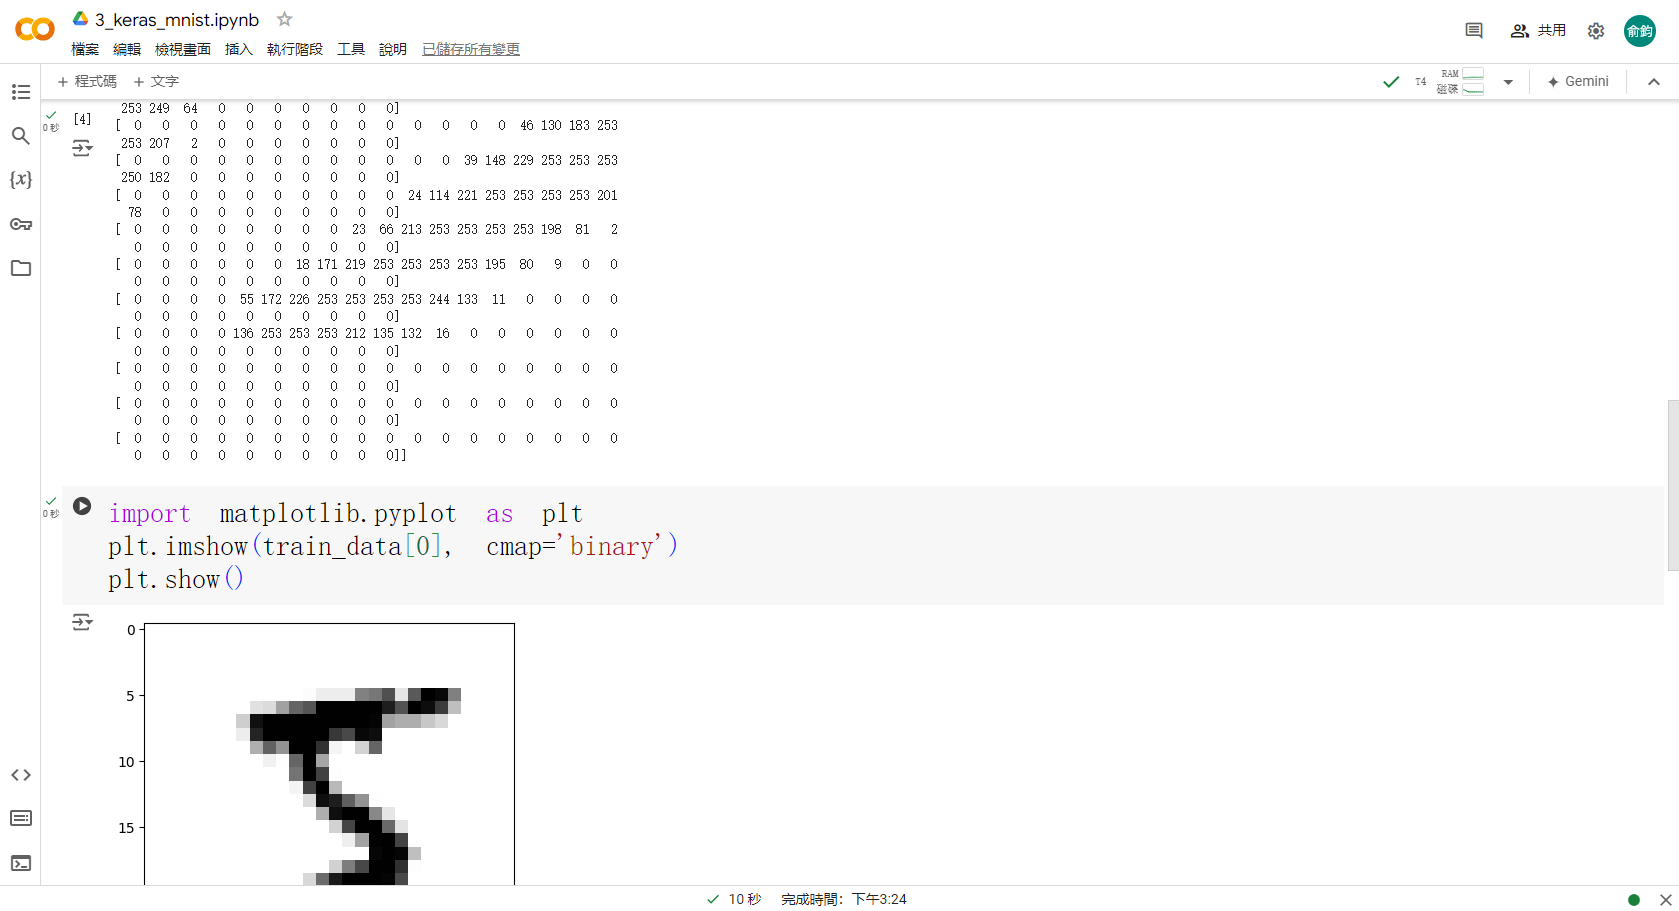 CO 3_keras_mnist.ipynb
檔案 編輯 檢視畫面 插入 執行階段 工具 說明 已儲存所有變更
共用
俞鈞
+ 程式碼 + 文字
T4 RAM 磁碟
Gemini
0 秒
[4]
253 249 64 0 0 0 0 0 0 0]
[ 0 0 0 0 0 0 0 0 0 0 0 0 0 0 46 130 183 253
253 207 2 0 0 0 0 0 0 0]
[ 0 0 0 0 0 0 0 0 0 0 0 0 39 148 229 253 253 253
250 182 0 0 0 0 0 0 0 0]
[ 0 0 0 0 0 0 0 0 0 0 24 114 221 253 253 253 253 201
78 0 0 0 0 0 0 0 0 0]
[ 0 0 0 0 0 0 0 0 23 66 213 253 253 253 253 198 81 2
0 0 0 0 0 0 0 0 0 0]
[ 0 0 0 0 0 0 18 171 219 253 253 253 253 195 80 9 0 0
0 0 0 0 0 0 0 0 0 0]
[ 0 0 0 0 55 172 226 253 253 253 253 244 133 11 0 0 0 0
0 0 0 0 0 0 0 0 0 0]
[ 0 0 0 0 136 253 253 253 212 135 132 16 0 0 0 0 0 0
0 0 0 0 0 0 0 0 0 0]
[ 0 0 0 0 0 0 0 0 0 0 0 0 0 0 0 0 0 0
0 0 0 0 0 0 0 0 0 0]
[ 0 0 0 0 0 0 0 0 0 0 0 0 0 0 0 0 0 0
0 0 0 0 0 0 0 0 0 0]
[ 0 0 0 0 0 0 0 0 0 0 0 0 0 0 0 0 0 0
0 0 0 0 0 0 0 0 0 0]]
0 秒
import matplotlib.pyplot as plt
plt.imshow(train_data[0], cmap='binary')
plt.show()
0
5
10
15
10 秒 完成時間：下午3:24